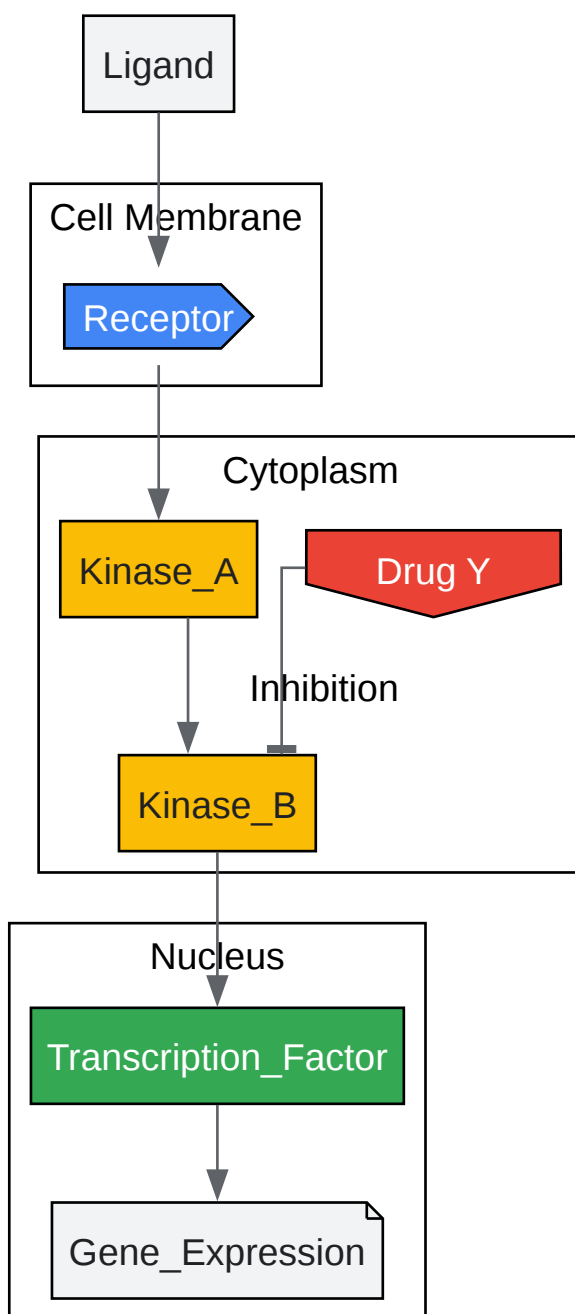 Ligand
Cell Membrane
Receptor
Cytoplasm
Kinase_A
Drug Y
Inhibition
Kinase_B
Nucleus
Transcription_Factor
Gene_Expression